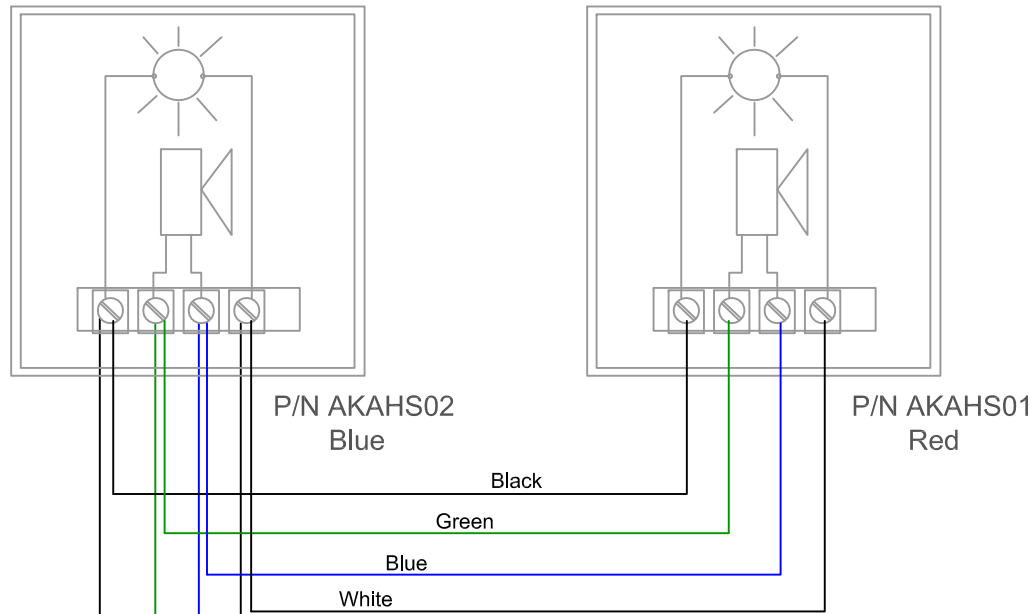 P/N AKAHS02
Blue
P/N AKAHS01
Red
Black
Green
Blue
White